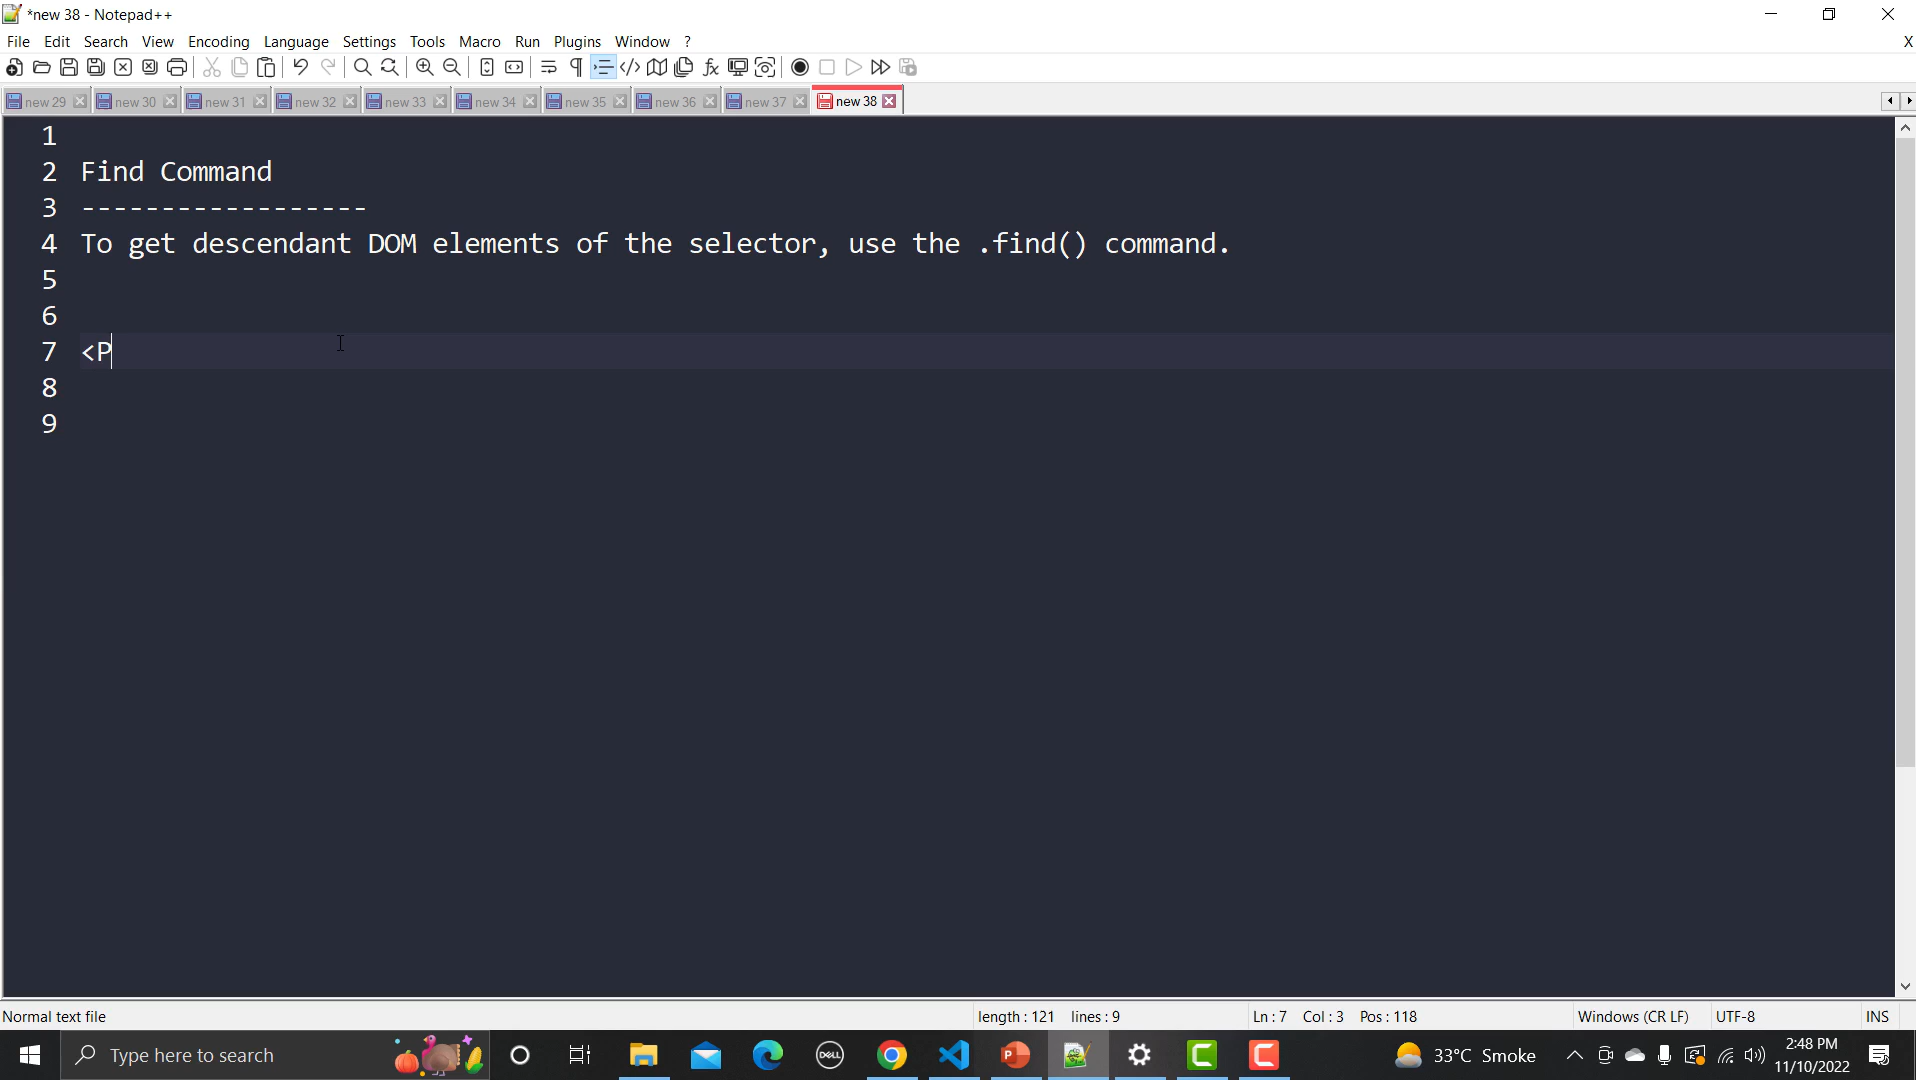 *new 38 - Notepad++
File Edit Search View Encoding Language Settings Tools Macro Run Plugins Window ? X
new 29 new 30 new 31 new 32 new 33 new 34 new 35 new 36 new 37 new 38
1
2 Find Command
3 ------------------
4 To get descendant DOM elements of the selector, use the .find() command.
5
6
7 <P
8
9
Normal text file length : 121 lines : 9 Ln : 7 Col : 3 Pos : 118 Windows (CR LF) UTF-8 INS
Type here to search DELL 33°C Smoke 2:48 PM
11/10/2022